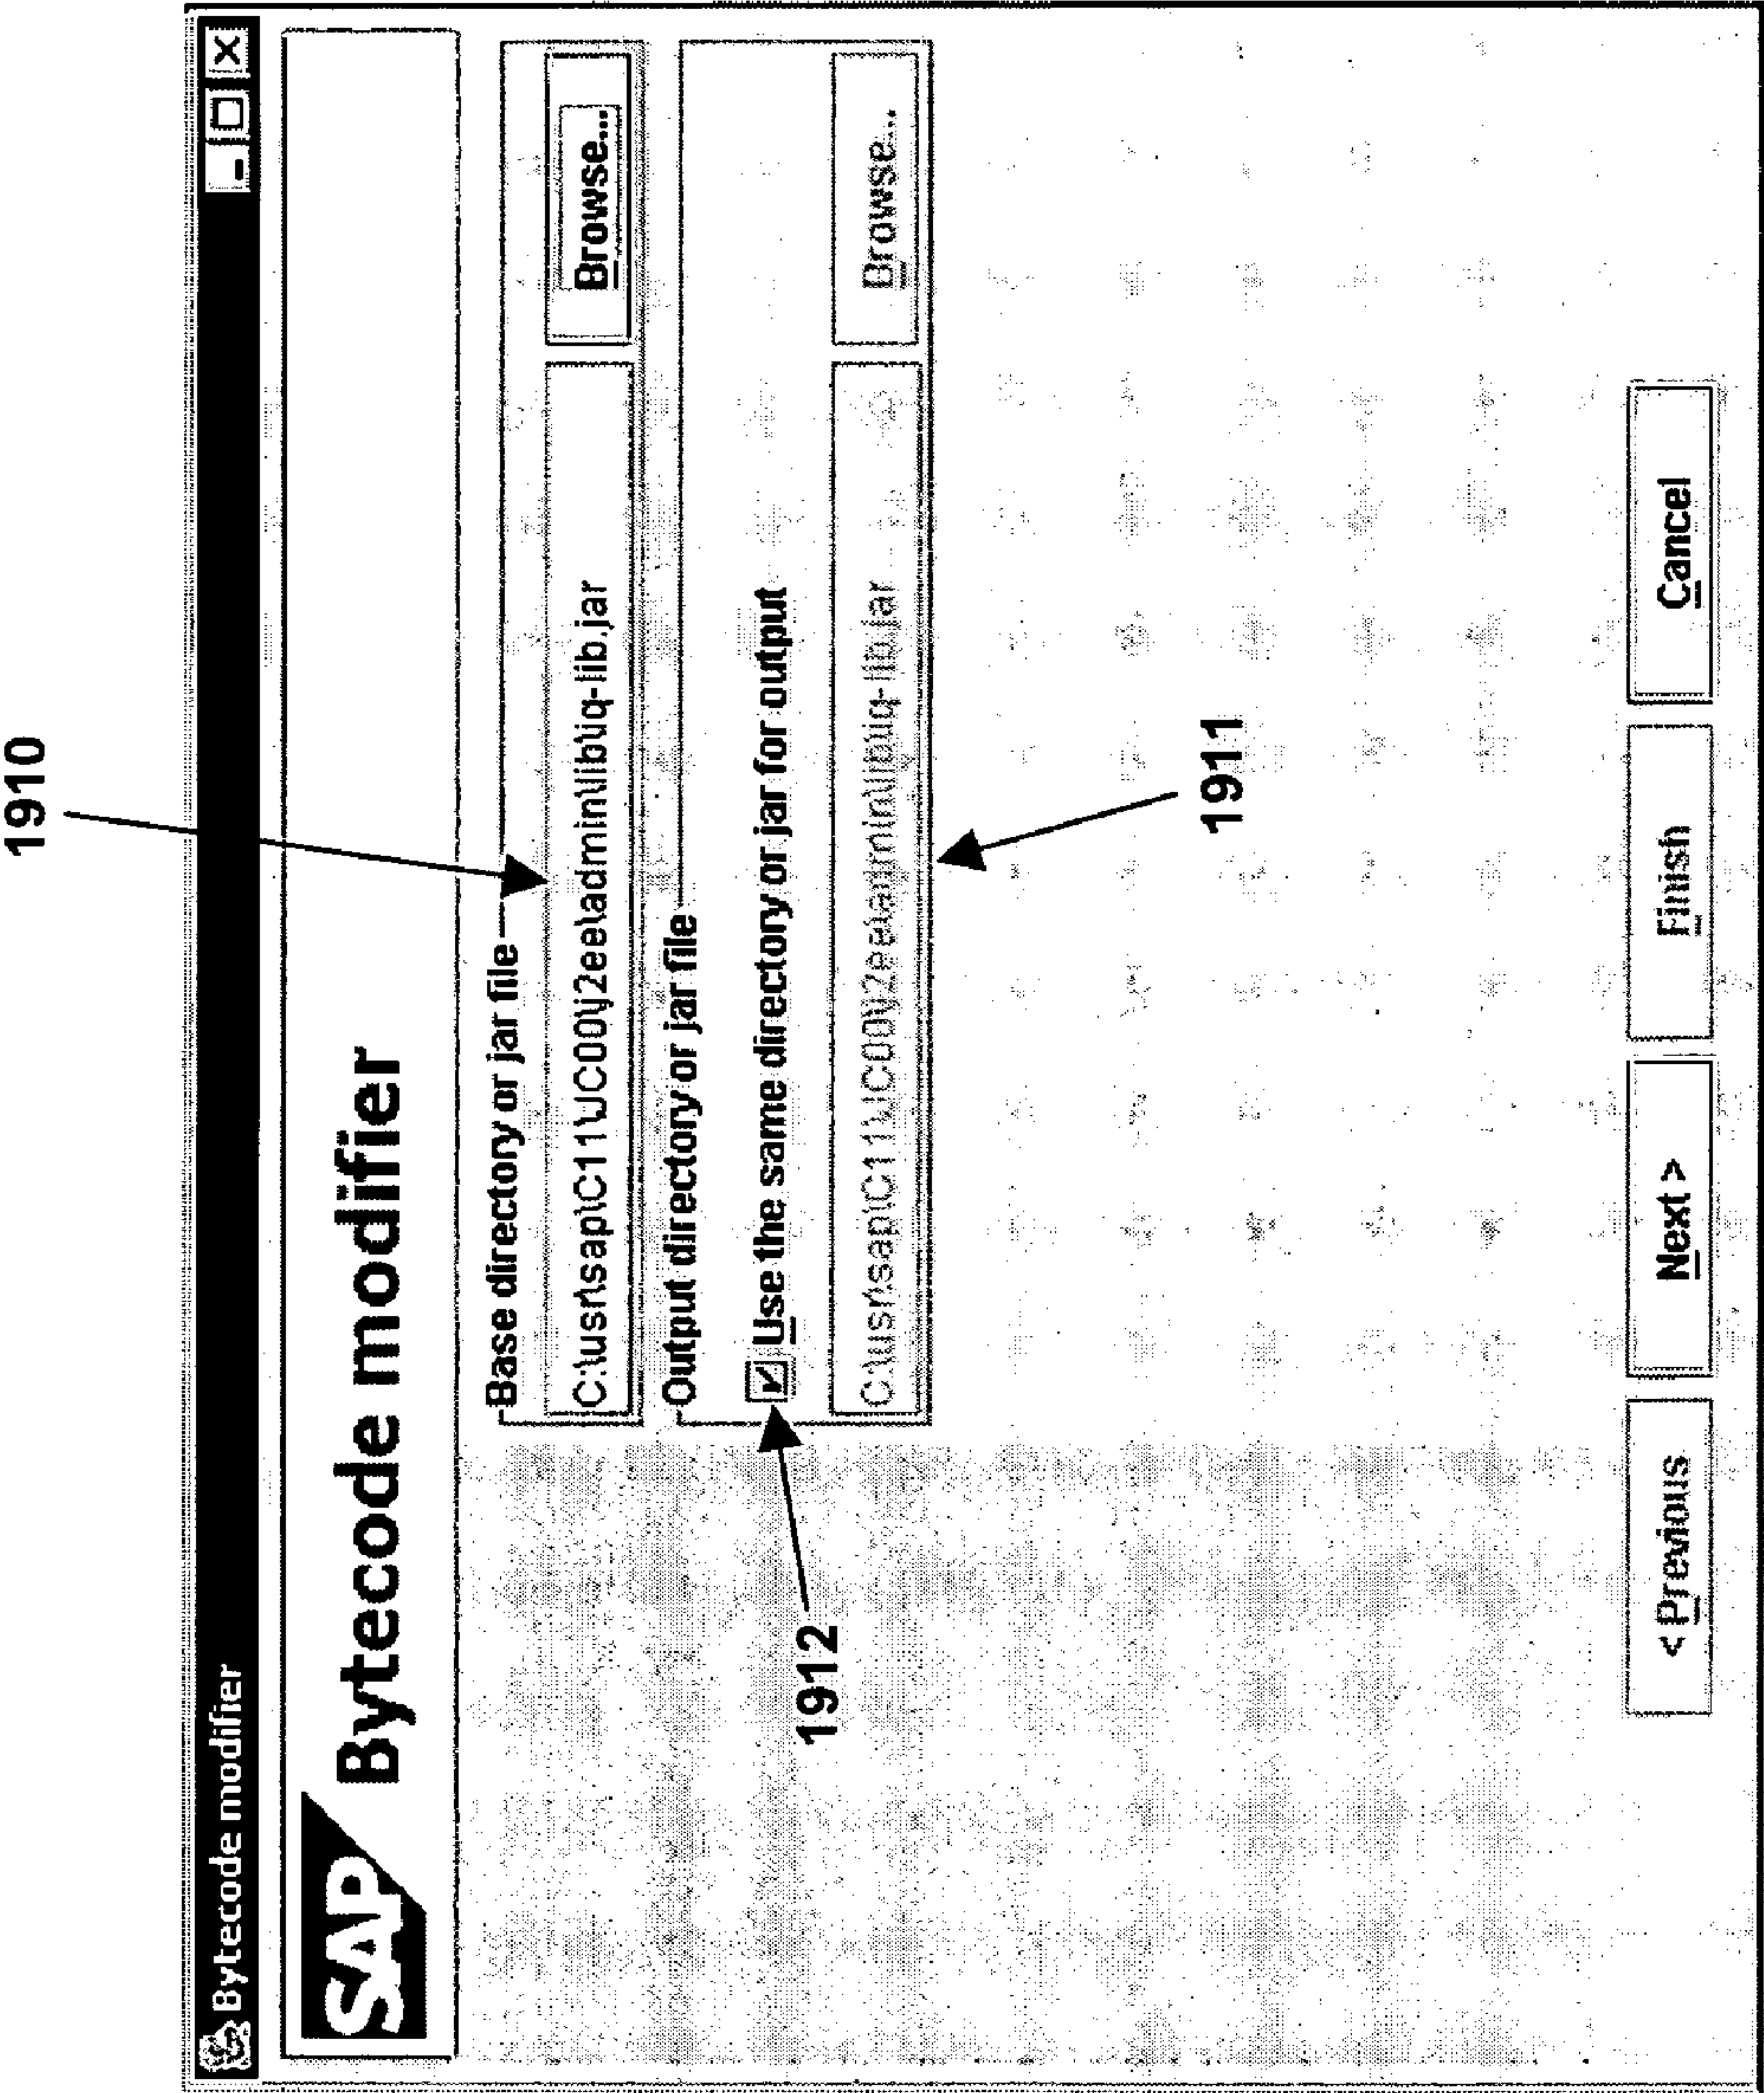 1910
Bytecode modifier
SAP Bytecode modifier
Base directory or jar file
C:\usr\sap\C11\JC00\j2ee\admin\lib\iq-lib.jar Browse...
Output directory or jar file
1912
Use the same directory or jar for output
C:\usr\sap\C11\JC00\j2ee\admin\lib\iq-lib.jar Browse...
1911
< Previous Next > Finish Cancel